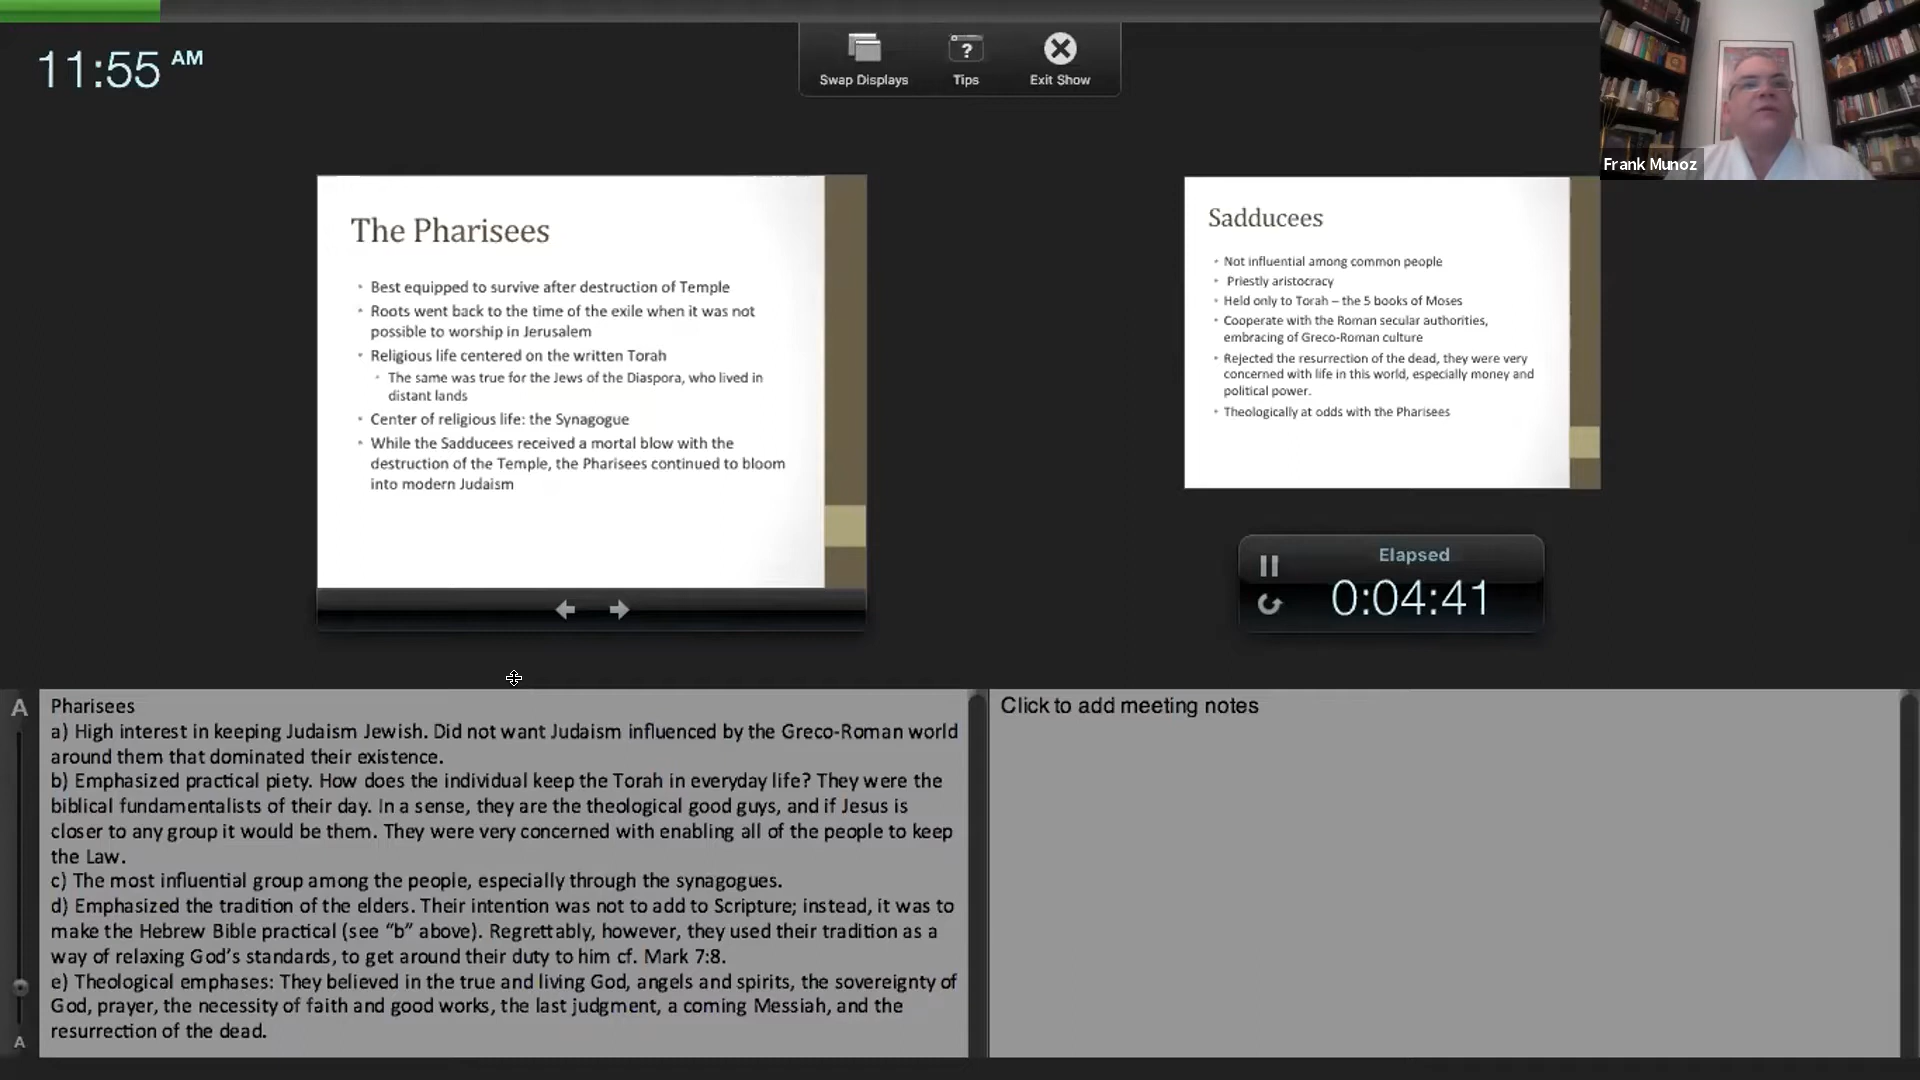 11:55 AM
Swap Displays
Tips
Exit Show
Frank Munoz
The Pharisees
• Best equipped to survive after destruction of Temple
• Roots went back to the time of the exile when it was not
possible to worship in Jerusalem
• Religious life centered on the written Torah
• The same was true for the Jews of the Diaspora, who lived in
distant lands
• Center of religious life: the Synagogue
• While the Sadducees received a mortal blow with the
destruction of the Temple, the Pharisees continued to bloom
into modern Judaism
Sadducees
• Not influential among common people
• Priestly aristocracy
• Held only to Torah – the 5 books of Moses
• Cooperate with the Roman secular authorities,
embracing of Greco-Roman culture
• Rejected the resurrection of the dead, they were very
concerned with life in this world, especially money and
political power.
• Theologically at odds with the Pharisees
Elapsed
0:04:41
A
A
Pharisees
a) High interest in keeping Judaism Jewish. Did not want Judaism influenced by the Greco-Roman world
around them that dominated their existence.
b) Emphasized practical piety. How does the individual keep the Torah in everyday life? They were the
biblical fundamentalists of their day. In a sense, they are the theological good guys, and if Jesus is
closer to any group it would be them. They were very concerned with enabling all of the people to keep
the Law.
c) The most influential group among the people, especially through the synagogues.
d) Emphasized the tradition of the elders. Their intention was not to add to Scripture; instead, it was to
make the Hebrew Bible practical (see “b” above). Regrettably, however, they used their tradition as a
way of relaxing God’s standards, to get around their duty to him cf. Mark 7:8.
e) Theological emphases: They believed in the true and living God, angels and spirits, the sovereignty of
God, prayer, the necessity of faith and good works, the last judgment, a coming Messiah, and the
resurrection of the dead.
Click to add meeting notes